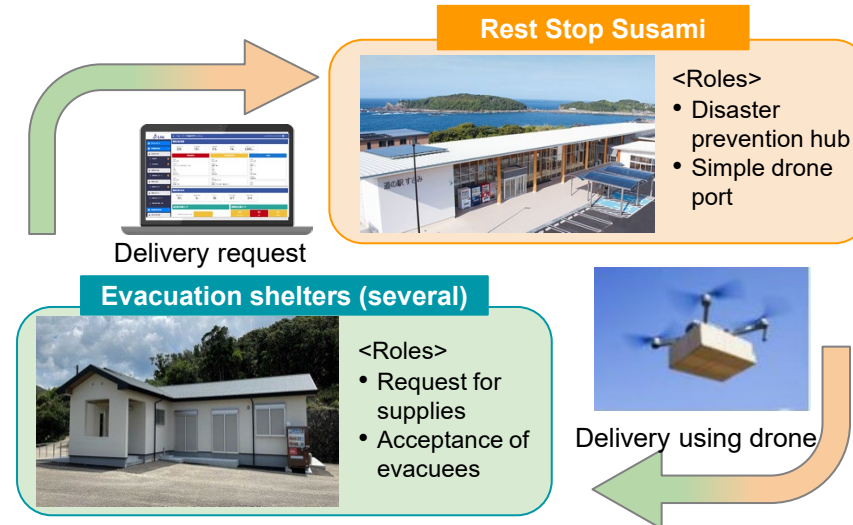 Rest Stop Susami
<Roles>
• Disaster
prevention hub
• Simple drone
port
道の駅すさみ
Delivery request
Evacuation shelters (several)
<Roles>
• Request for
supplies
• Acceptance of
evacuees
Delivery using drone